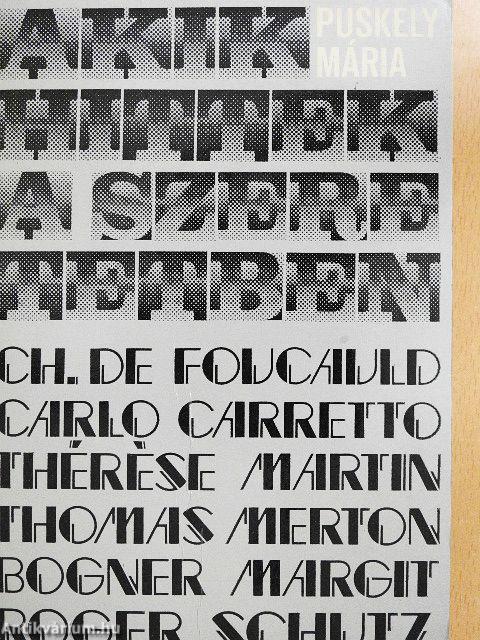 AKIK
PUSKELY
MÁRIA
HITTEK
A SZERE
TETBEN
CH. DE FOUCAULD
CARLO CARRETTO
THÉRÈSE MARTIN
THOMAS MERTON
BOGNER MARGIT
ROGER SCHUTZ
Antikvárium.hu